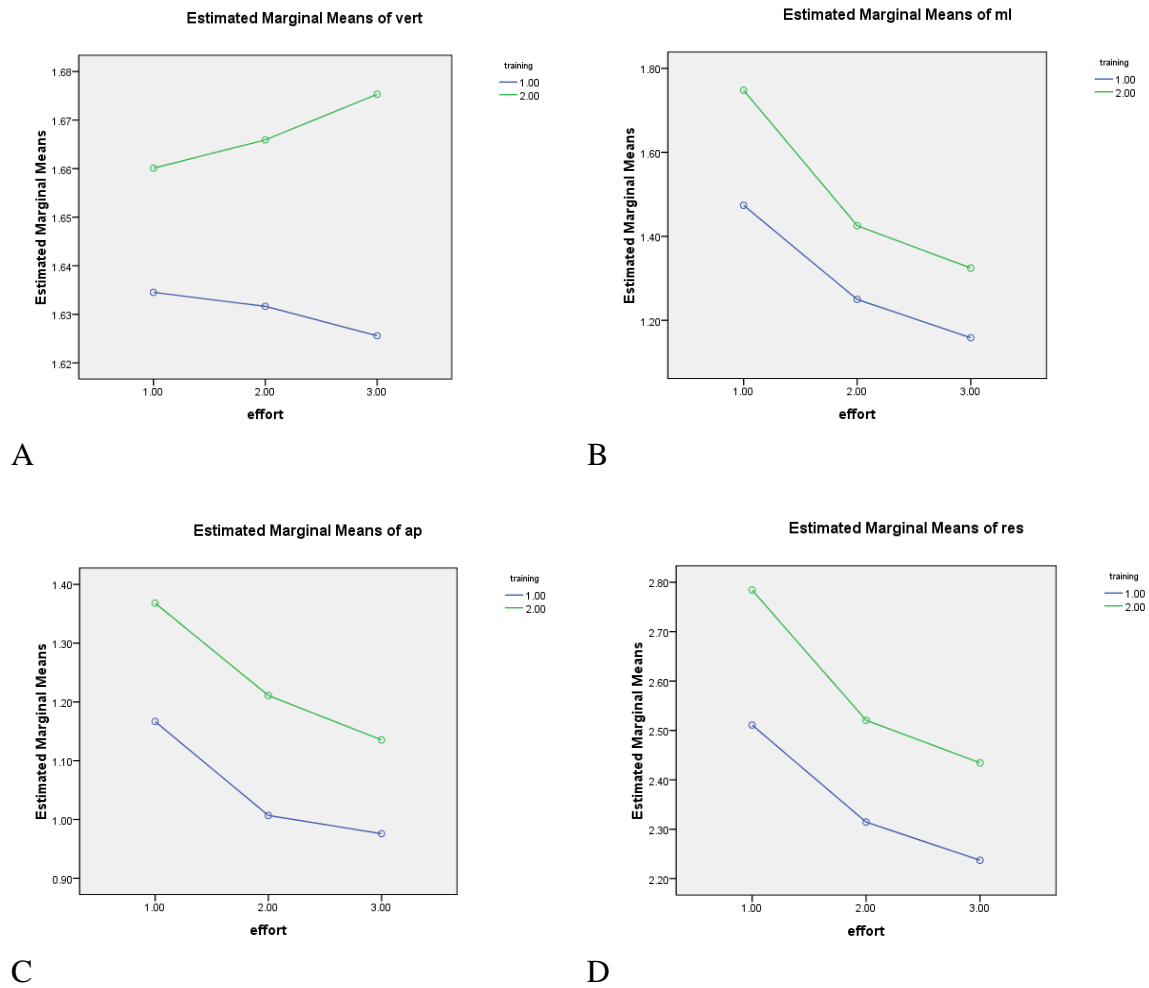 Estimated Marginal Means of vert
Estimated Marginal Means
1.68
1.67
1.66
1.65
1.64
1.63
1.62
1.00 2.00 3.00
effort
training
1.00
2.00
A
Estimated Marginal Means of ml
Estimated Marginal Means
1.80
1.60
1.40
1.20
1.00 2.00 3.00
effort
training
1.00
2.00
B
Estimated Marginal Means of ap
Estimated Marginal Means
1.40
1.30
1.20
1.10
1.00
0.90
1.00 2.00 3.00
effort
training
1.00
2.00
C
Estimated Marginal Means of res
Estimated Marginal Means
2.80
2.70
2.60
2.50
2.40
2.30
2.20
1.00 2.00 3.00
effort
training
1.00
2.00
D